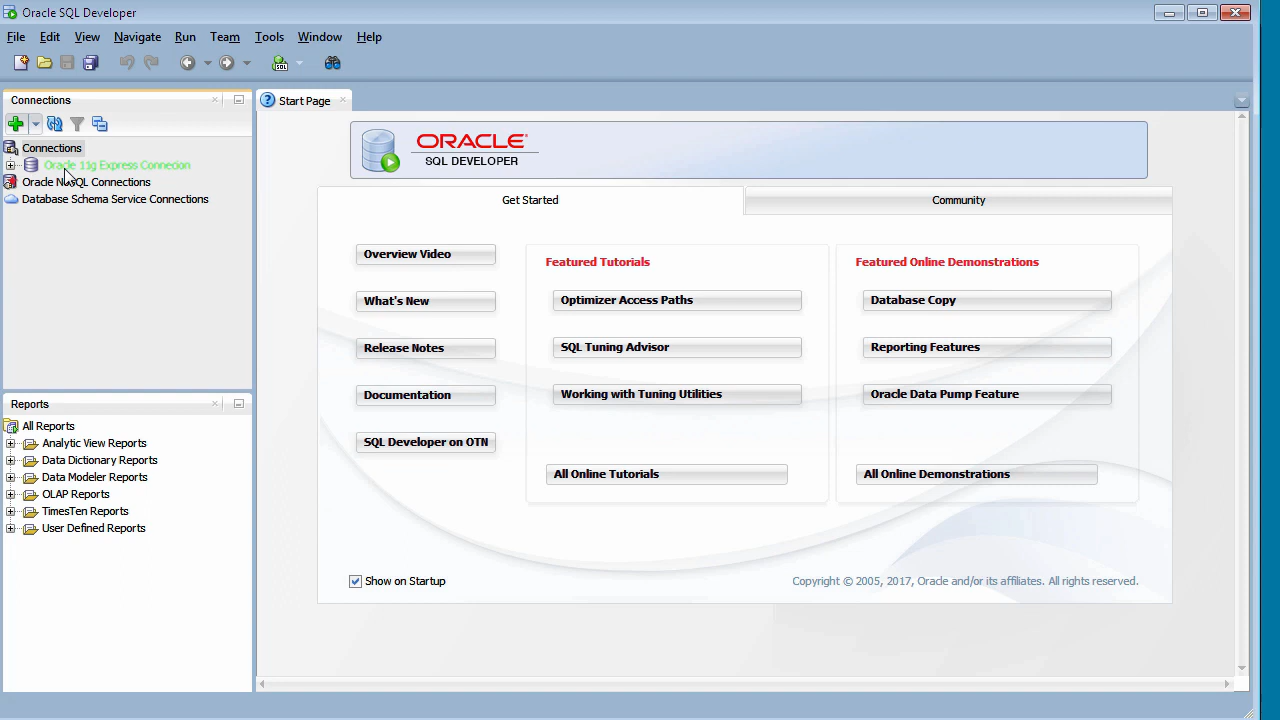 Oracle SQL Developer
File Edit View Navigate Run Team Tools Window Help
Connections
Start Page
Connections
Oracle 11g Express Connecion
Oracle NoSQL Connections
Database Schema Service Connections
ORACLE
SQL DEVELOPER
Get Started
Community
Overview Video
What's New
Release Notes
Documentation
SQL Developer on OTN
Featured Tutorials
Optimizer Access Paths
SQL Tuning Advisor
Working with Tuning Utilities
All Online Tutorials
Featured Online Demonstrations
Database Copy
Reporting Features
Oracle Data Pump Feature
All Online Demonstrations
Show on Startup
Copyright © 2005, 2017, Oracle and/or its affiliates. All rights reserved.
Reports
All Reports
Analytic View Reports
Data Dictionary Reports
Data Modeler Reports
OLAP Reports
TimesTen Reports
User Defined Reports